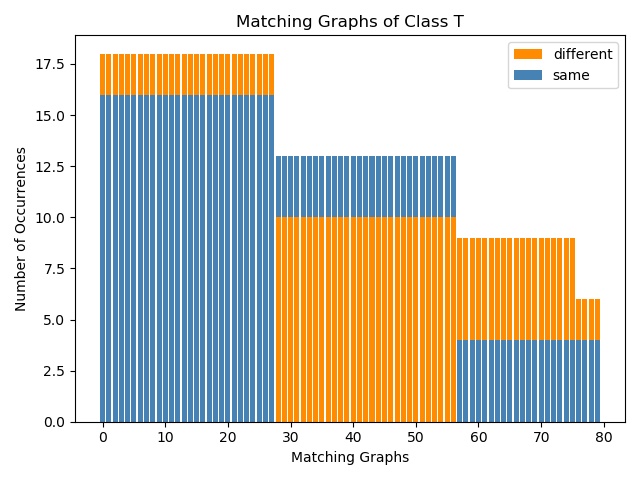 Matching Graphs of Class T
different
same
Number of Occurrences
17.5
15.0
12.5
10.0
7.5
5.0
2.5
0.0
0 10 20 30 40 50 60 70 80
Matching Graphs